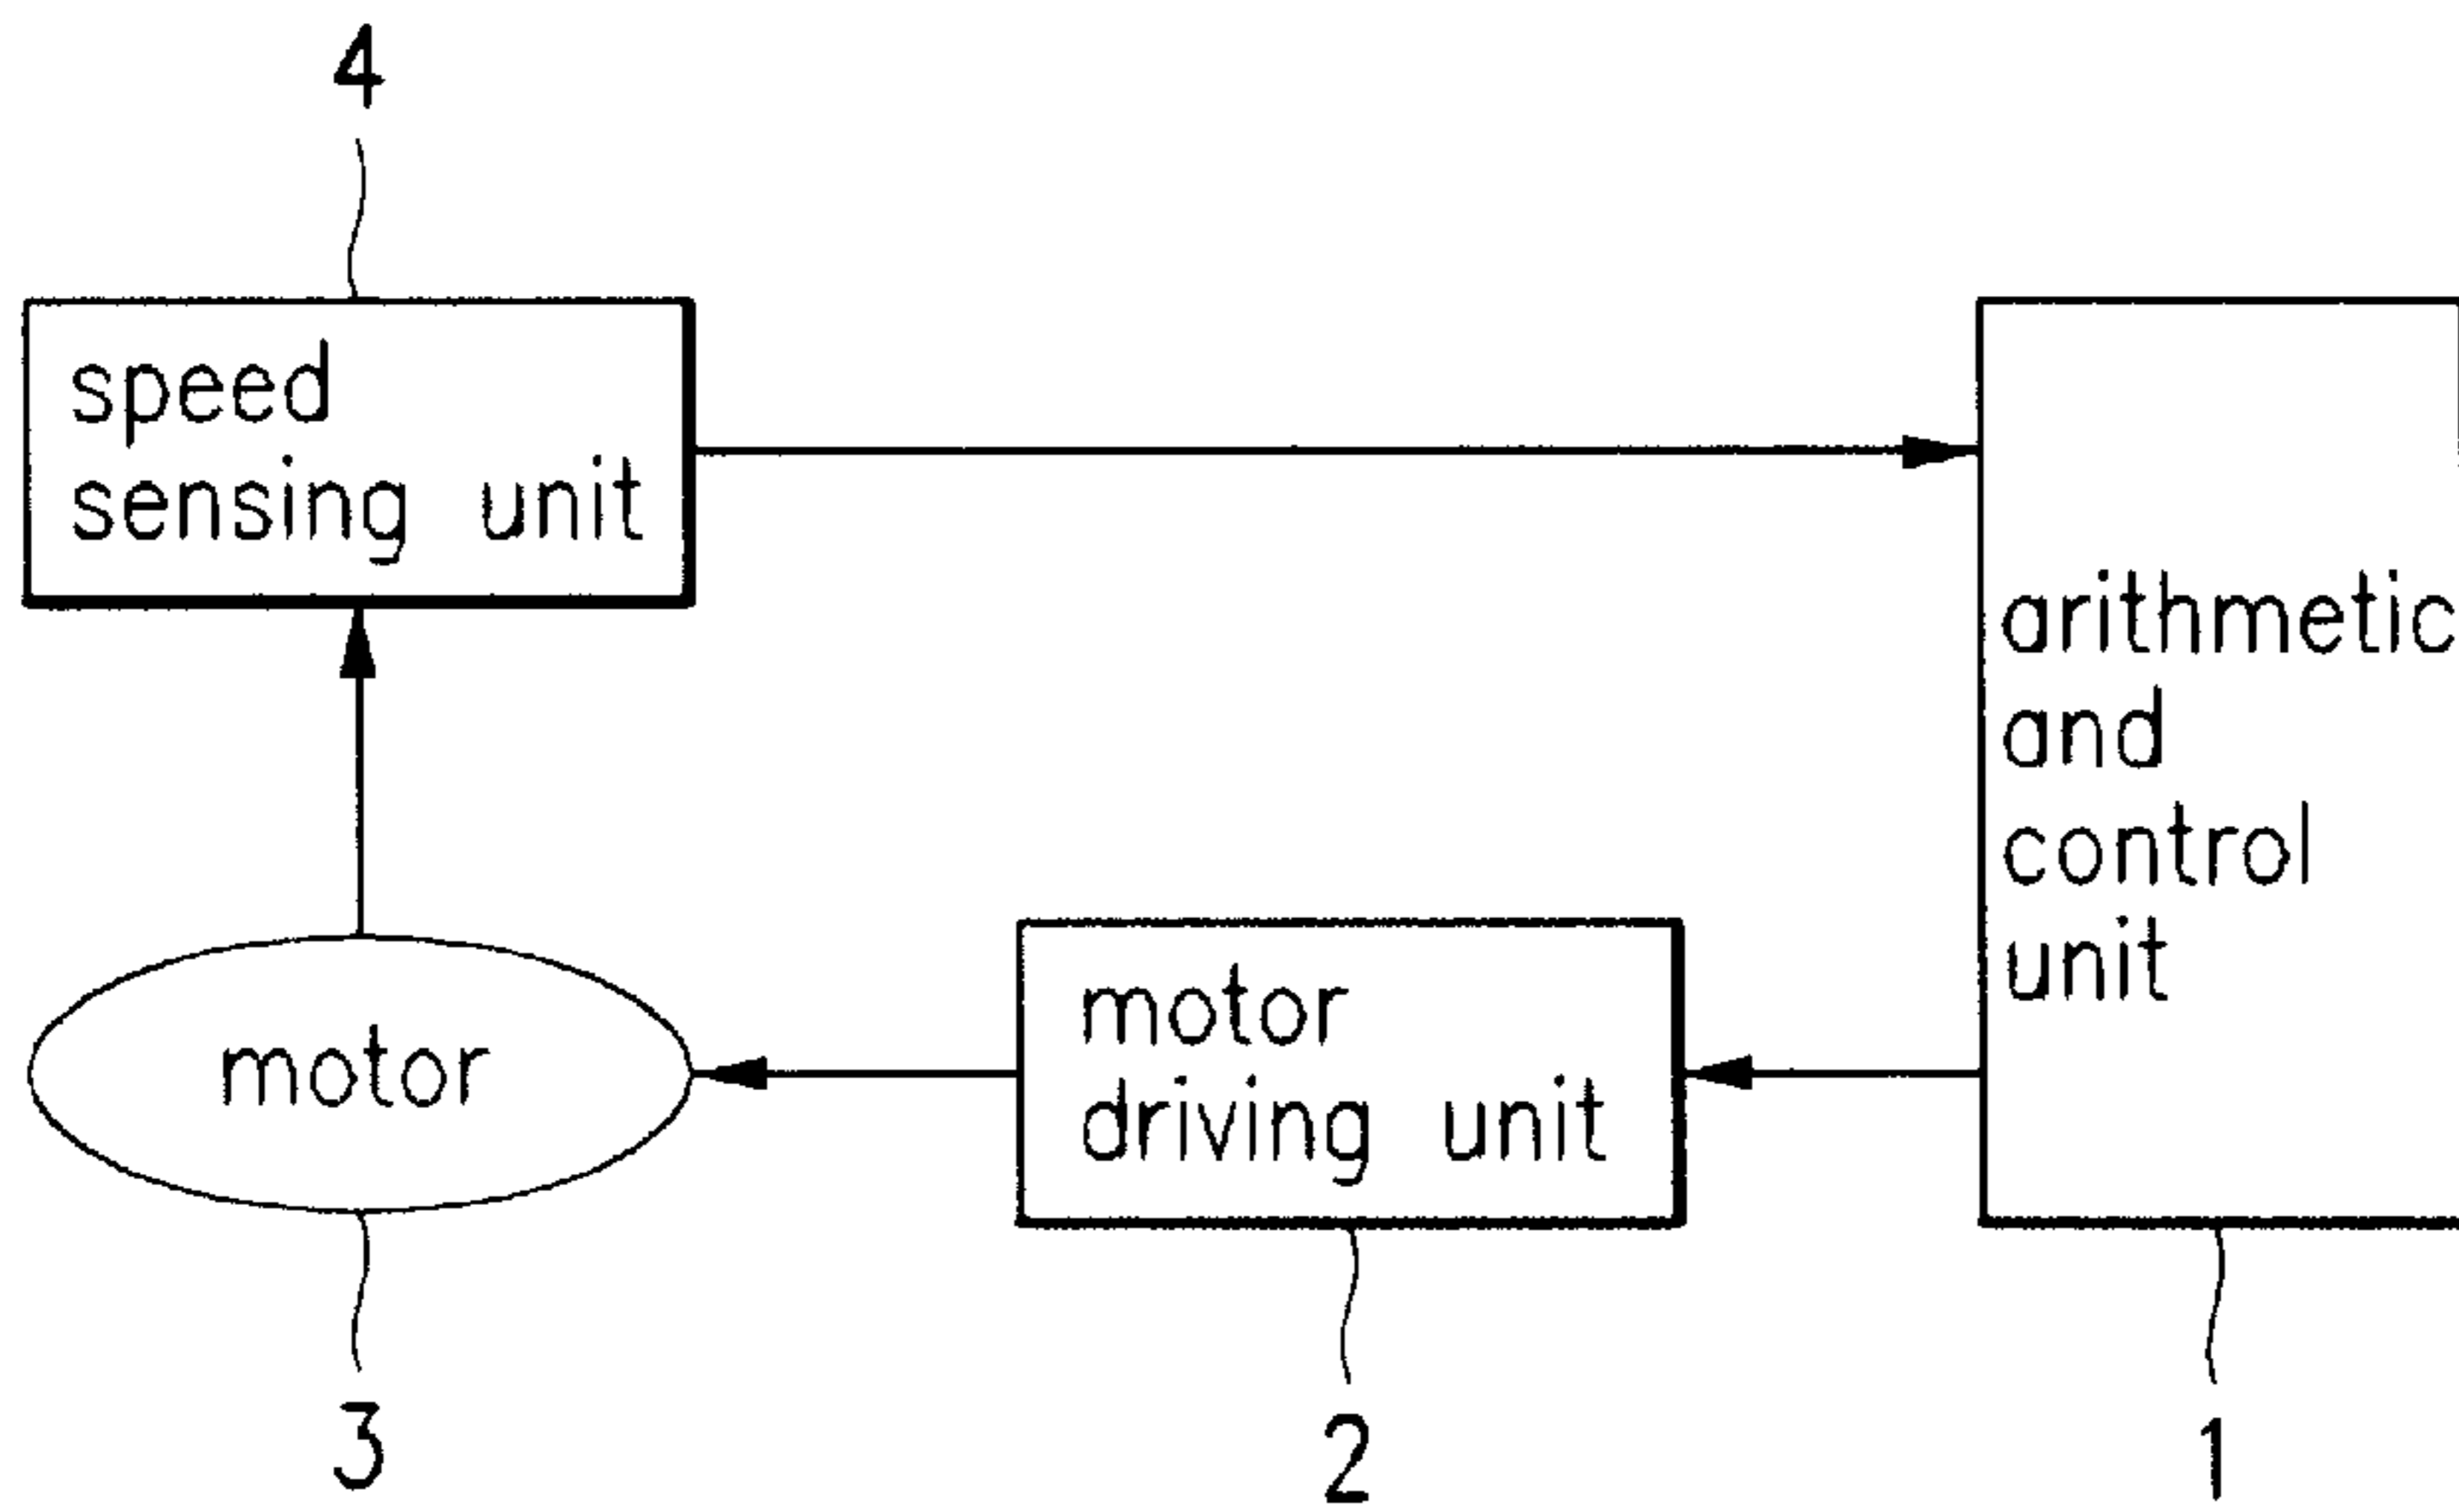 4
speed
sensing unit
arithmetic
and
control
unit
motor
driving unit
motor
3
2
1